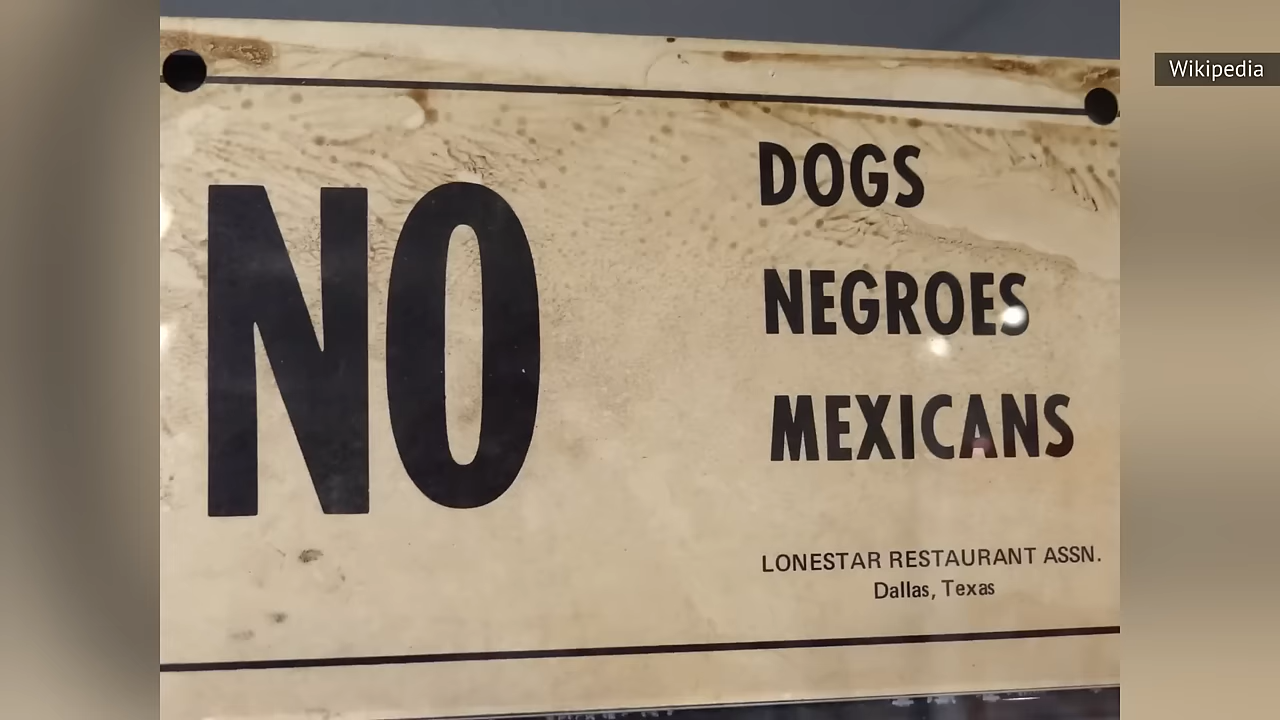 Wikipedia
NO
DOGS
NEGROES
MEXICANS
LONESTAR RESTAURANT ASSN.
Dallas, Texas